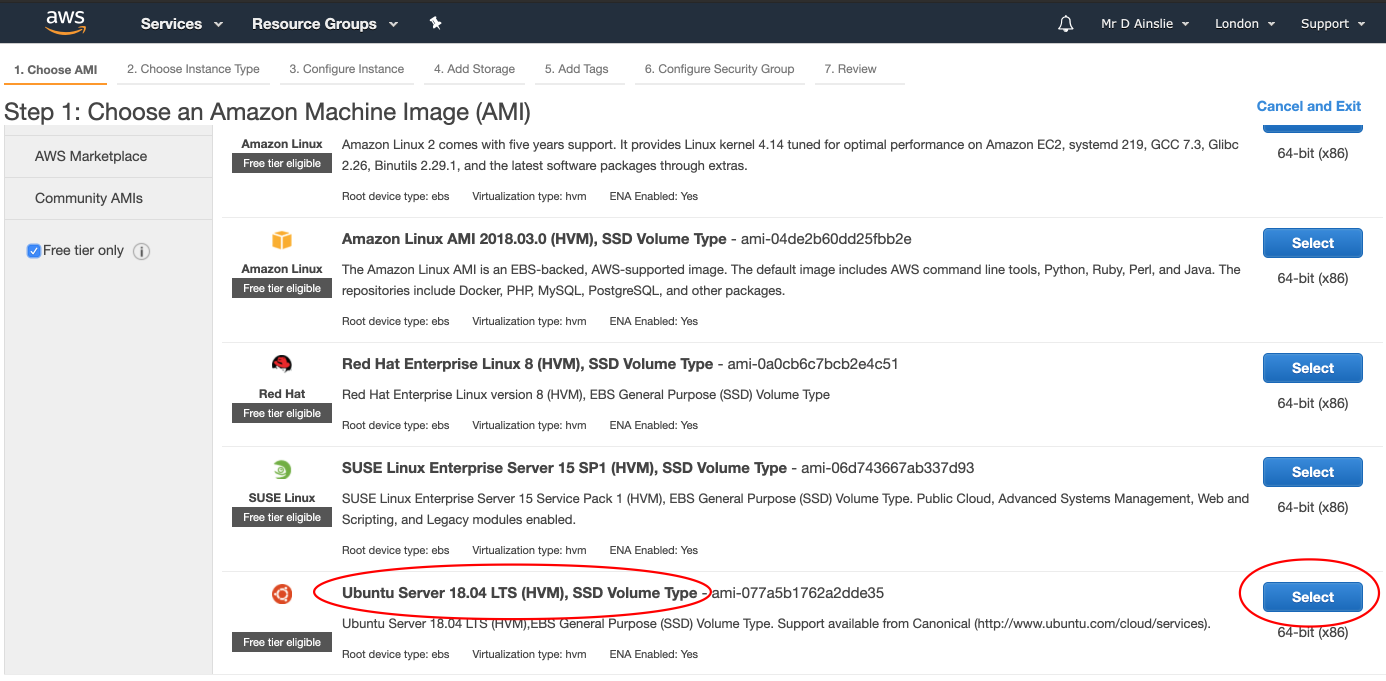 aws Services Resource Groups Mr D Ainslie London Support
1. Choose AMI 2. Choose Instance Type 3. Configure Instance 4. Add Storage 5. Add Tags 6. Configure Security Group 7. Review
Step 1: Choose an Amazon Machine Image (AMI)
Cancel and Exit
AWS Marketplace
Community AMIs
Free tier only i
Amazon Linux
Free tier eligible
Amazon Linux 2 comes with five years support. It provides Linux kernel 4.14 tuned for optimal performance on Amazon EC2, systemd 219, GCC 7.3, Glibc
2.26, Binutils 2.29.1, and the latest software packages through extras.
Root device type: ebs Virtualization type: hvm ENA Enabled: Yes
64-bit (x86)
Amazon Linux AMI 2018.03.0 (HVM), SSD Volume Type - ami-04de2b60dd25fbb2e
Amazon Linux
Free tier eligible
The Amazon Linux AMI is an EBS-backed, AWS-supported image. The default image includes AWS command line tools, Python, Ruby, Perl, and Java. The
repositories include Docker, PHP, MySQL, PostgreSQL, and other packages.
Root device type: ebs Virtualization type: hvm ENA Enabled: Yes
Select
64-bit (x86)
Red Hat Enterprise Linux 8 (HVM), SSD Volume Type - ami-0a0cb6c7bcb2e4c51
Red Hat
Free tier eligible
Red Hat Enterprise Linux version 8 (HVM), EBS General Purpose (SSD) Volume Type
Root device type: ebs Virtualization type: hvm ENA Enabled: Yes
Select
64-bit (x86)
SUSE Linux Enterprise Server 15 SP1 (HVM), SSD Volume Type - ami-06d743667ab337d93
SUSE Linux
Free tier eligible
SUSE Linux Enterprise Server 15 Service Pack 1 (HVM), EBS General Purpose (SSD) Volume Type. Public Cloud, Advanced Systems Management, Web and
Scripting, and Legacy modules enabled.
Root device type: ebs Virtualization type: hvm ENA Enabled: Yes
Select
64-bit (x86)
Ubuntu Server 18.04 LTS (HVM), SSD Volume Type - ami-077a5b1762a2dde35
Free tier eligible
Ubuntu Server 18.04 LTS (HVM),EBS General Purpose (SSD) Volume Type. Support available from Canonical (http://www.ubuntu.com/cloud/services).
Root device type: ebs Virtualization type: hvm ENA Enabled: Yes
Select
64-bit (x86)